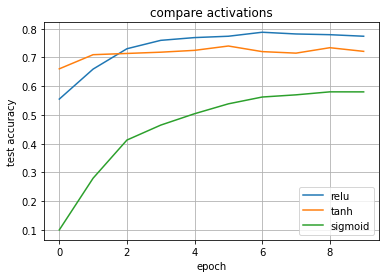 compare activations
test accuracy
0.8
0.7
0.6
0.5
0.4
0.3
0.2
0.1
relu
tanh
sigmoid
0 2 4 6 8
epoch